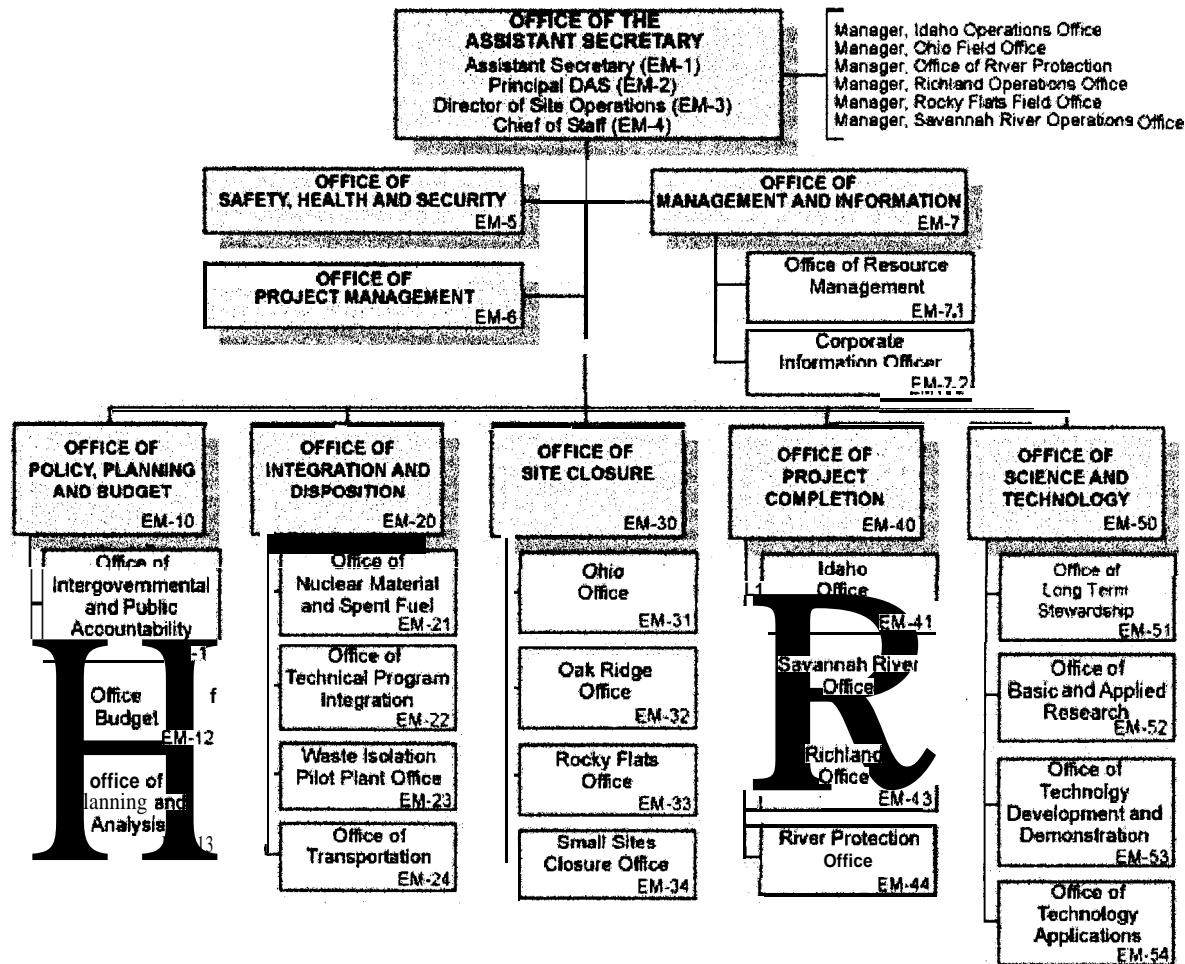 OFFICE OF THE
ASSISTANT SECRETARY
Assistant Secretary (EM-1)
Principal DAS (EM-2)
Director of Site Operations (EM-3)
Chief of Staff (EM-4)
Manager, Idaho Operations Office
Manager, Ohio Field Office
Manager, Office of River Protection
Manager, Richland Operations Office
Manager, Rocky Flats Field Office
Manager, Savannah River Operations Office
OFFICE OF
SAFETY, HEALTH AND SECURITY
EM-5
OFFICE OF
MANAGEMENT AND INFORMATION
EM-7
OFFICE OF
PROJECT MANAGEMENT
EM-6
Office of Resource
Management
EM-7.1
Corporate
Information Officer
EM-7.2
OFFICE OF
POLICY, PLANNING
AND BUDGET
EM-10
Office of
Intergovernmental
and Public
Accountability
-1
Office f
Budget
EM-12
office of
lanning and
Analysis
13
H
OFFICE OF
INTEGRATION AND
DISPOSITION
EM-20
Office of
Nuclear Material
and Spent Fuel
EM-21
Office of
Technical Program
Integration
EM-22
Waste Isolation
Pilot Plant Office
EM-23
Office of
Transportation
EM-24
OFFICE OF
SITE CLOSURE
EM-30
Ohio
Office
EM-31
Oak Ridge
Office
EM-32
Rocky Flats
Office
EM-33
Small Sites
Closure Office
EM-34
OFFICE OF
PROJECT
COMPLETION
EM-40
Idaho
Office
EM-41
Savannah River
Office
Richland
Office
EM-43
R
River Protection
Office
EM-44
OFFICE OF
SCIENCE AND
TECHNOLOGY
EM-50
Office of
Long Term
Stewardship
EM-51
Office of
Basic and Applied
Research
EM-52
Office of
Technolgy
Development and
Demonstration
EM-53
Office of
Technology
Applications
EM-54